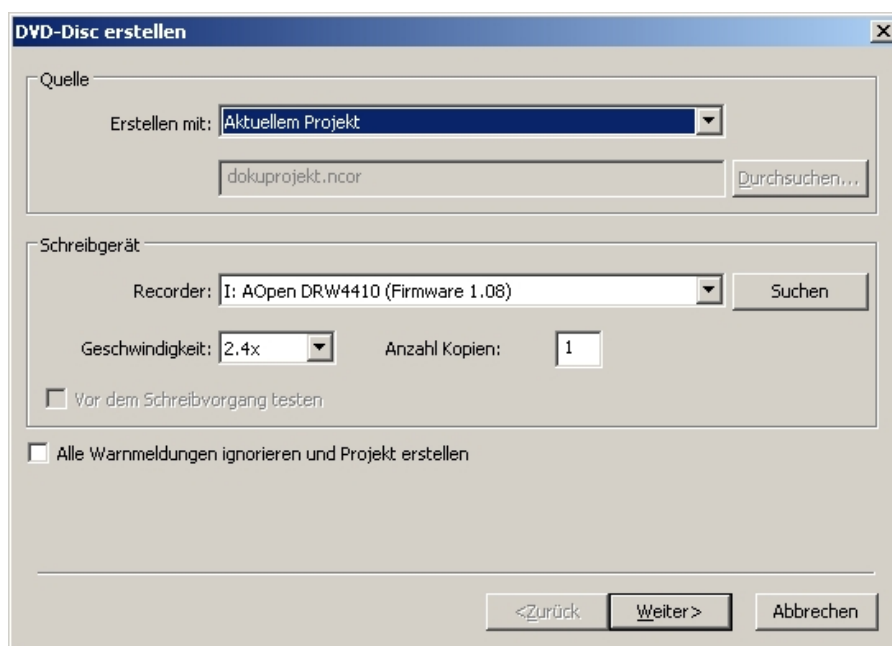 DVD-Disc erstellen
Quelle
Erstellen mit: Aktuellem Projekt
dokuprojekt.ncor Durchsuchen...
Schreibgerät
Recorder: I: AOpen DRW4410 (Firmware 1.08) Suchen
Geschwindigkeit: 2.4x Anzahl Kopien: 1
Vor dem Schreibvorgang testen
Alle Warnmeldungen ignorieren und Projekt erstellen
<Zurück Weiter> Abbrechen